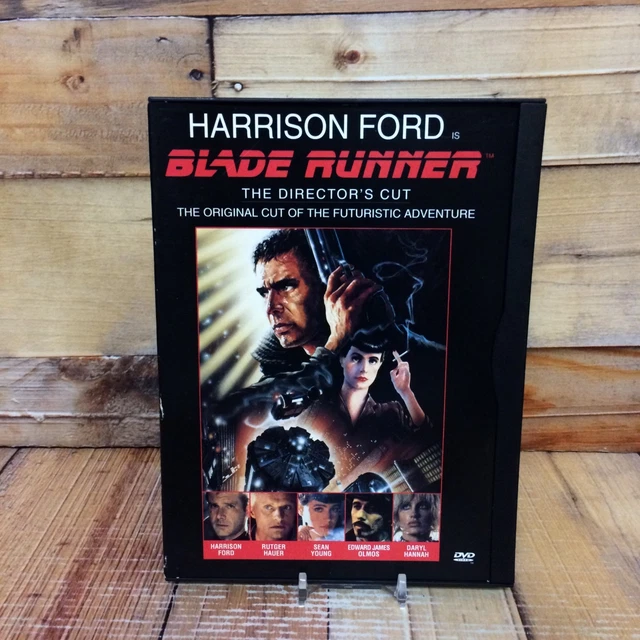 HARRISON FORD IS
BLADE RUNNER™
THE DIRECTOR'S CUT
THE ORIGINAL CUT OF THE FUTURISTIC ADVENTURE
HARRISON FORD
RUTGER HAUER
SEAN YOUNG
EDWARD JAMES OLMOS
DARYL HANNAH
DVD